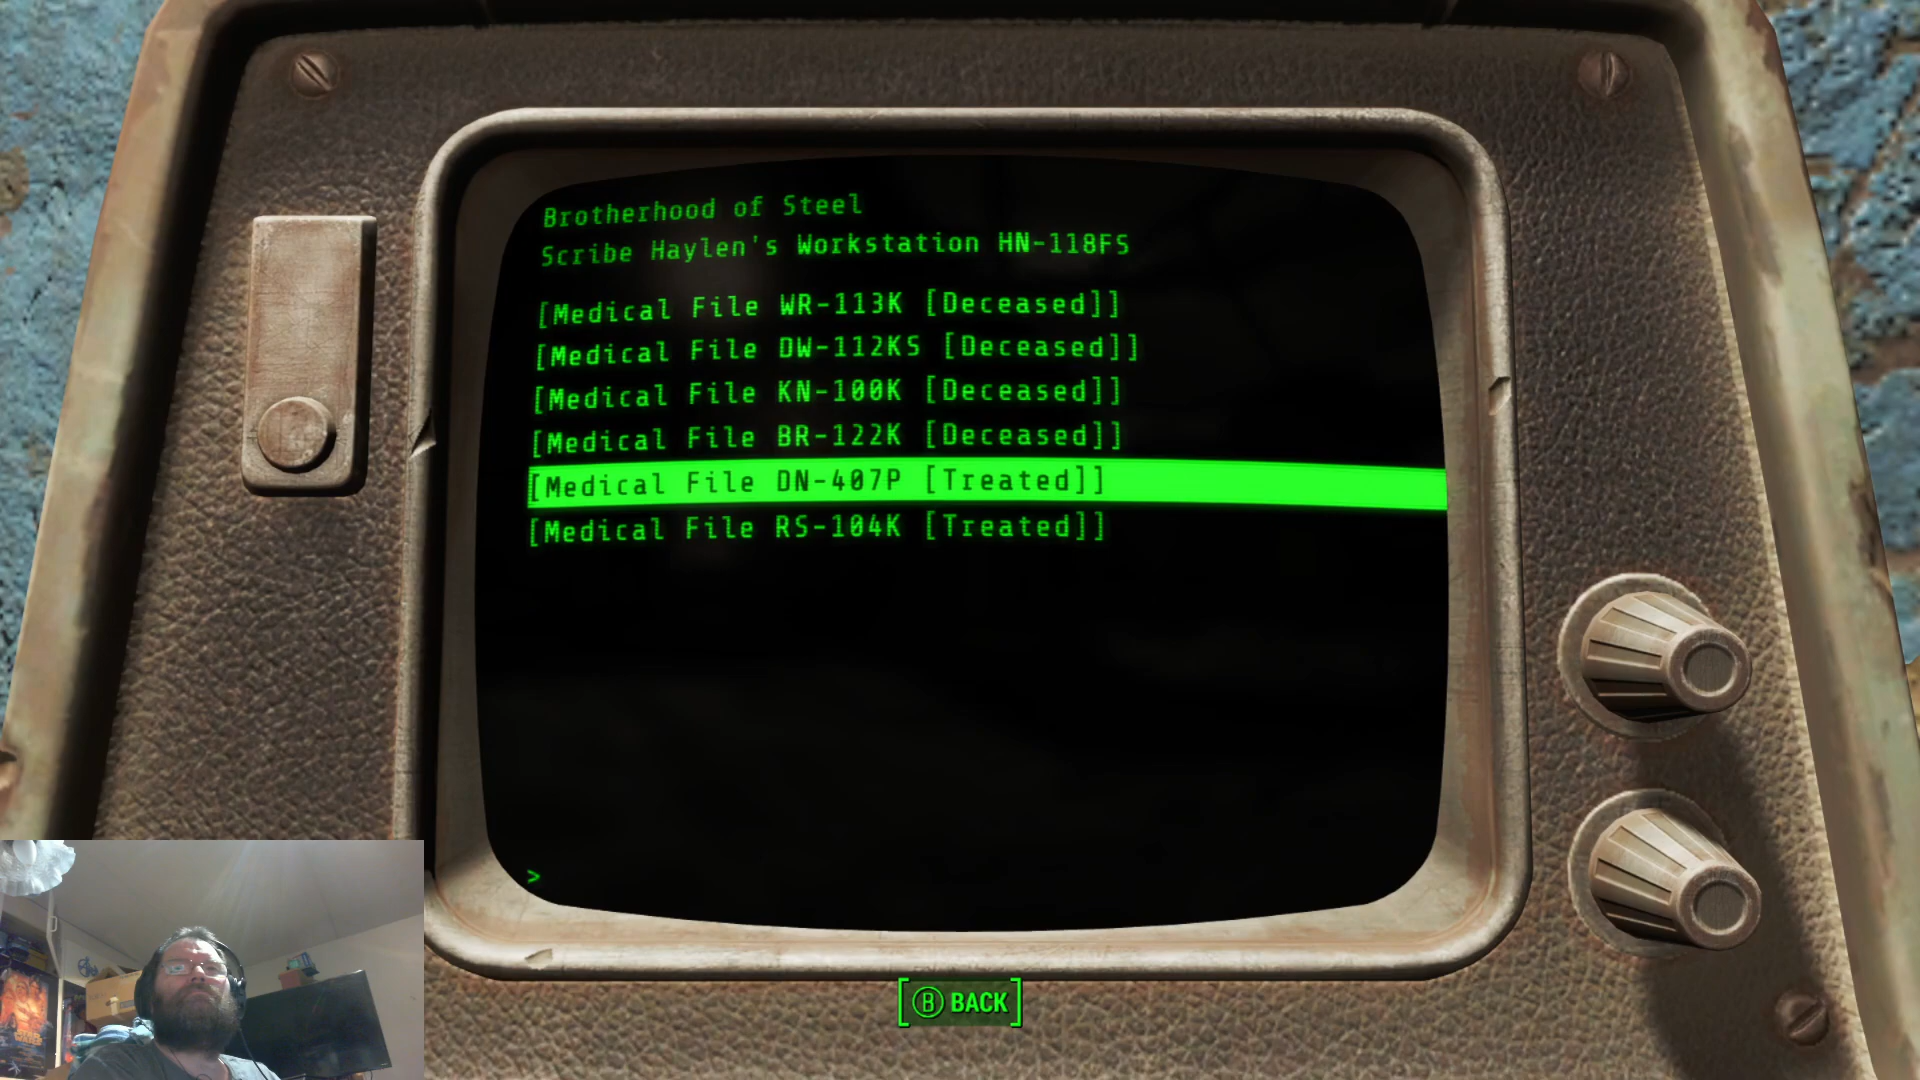 Brotherhood of Steel
Scribe Haylen's Workstation HN-118FS
[Medical File WR-113K [Deceased]]
[Medical File DW-112KS [Deceased]]
[Medical File KN-100K [Deceased]]
[Medical File BR-122K [Deceased]]
[Medical File DN-407P [Treated]]
[Medical File RS-104K [Treated]]
>
[Ⓑ BACK]